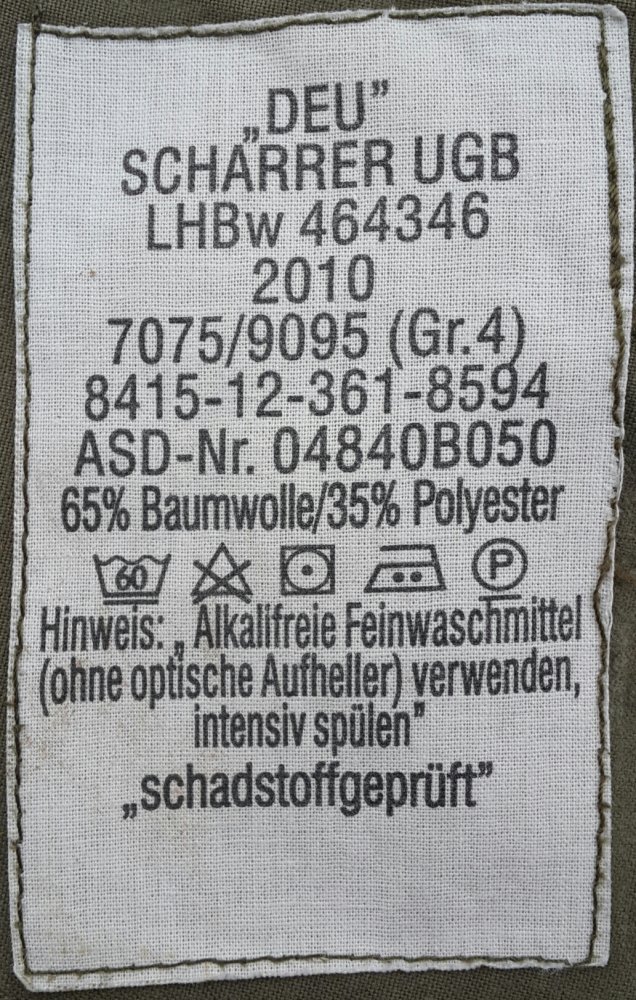 „DEU”
SCHARRER UGB
LHBw 464346
2010
7075/9095 (Gr.4)
8415-12-361-8594
ASD-Nr. 04840B050
65% Baumwolle/35% Polyester
60 P
Hinweis: „ Alkalifreie Feinwaschmittel
(ohne optische Aufheller) verwenden,
intensiv spülen”
„schadstoffgeprüft”